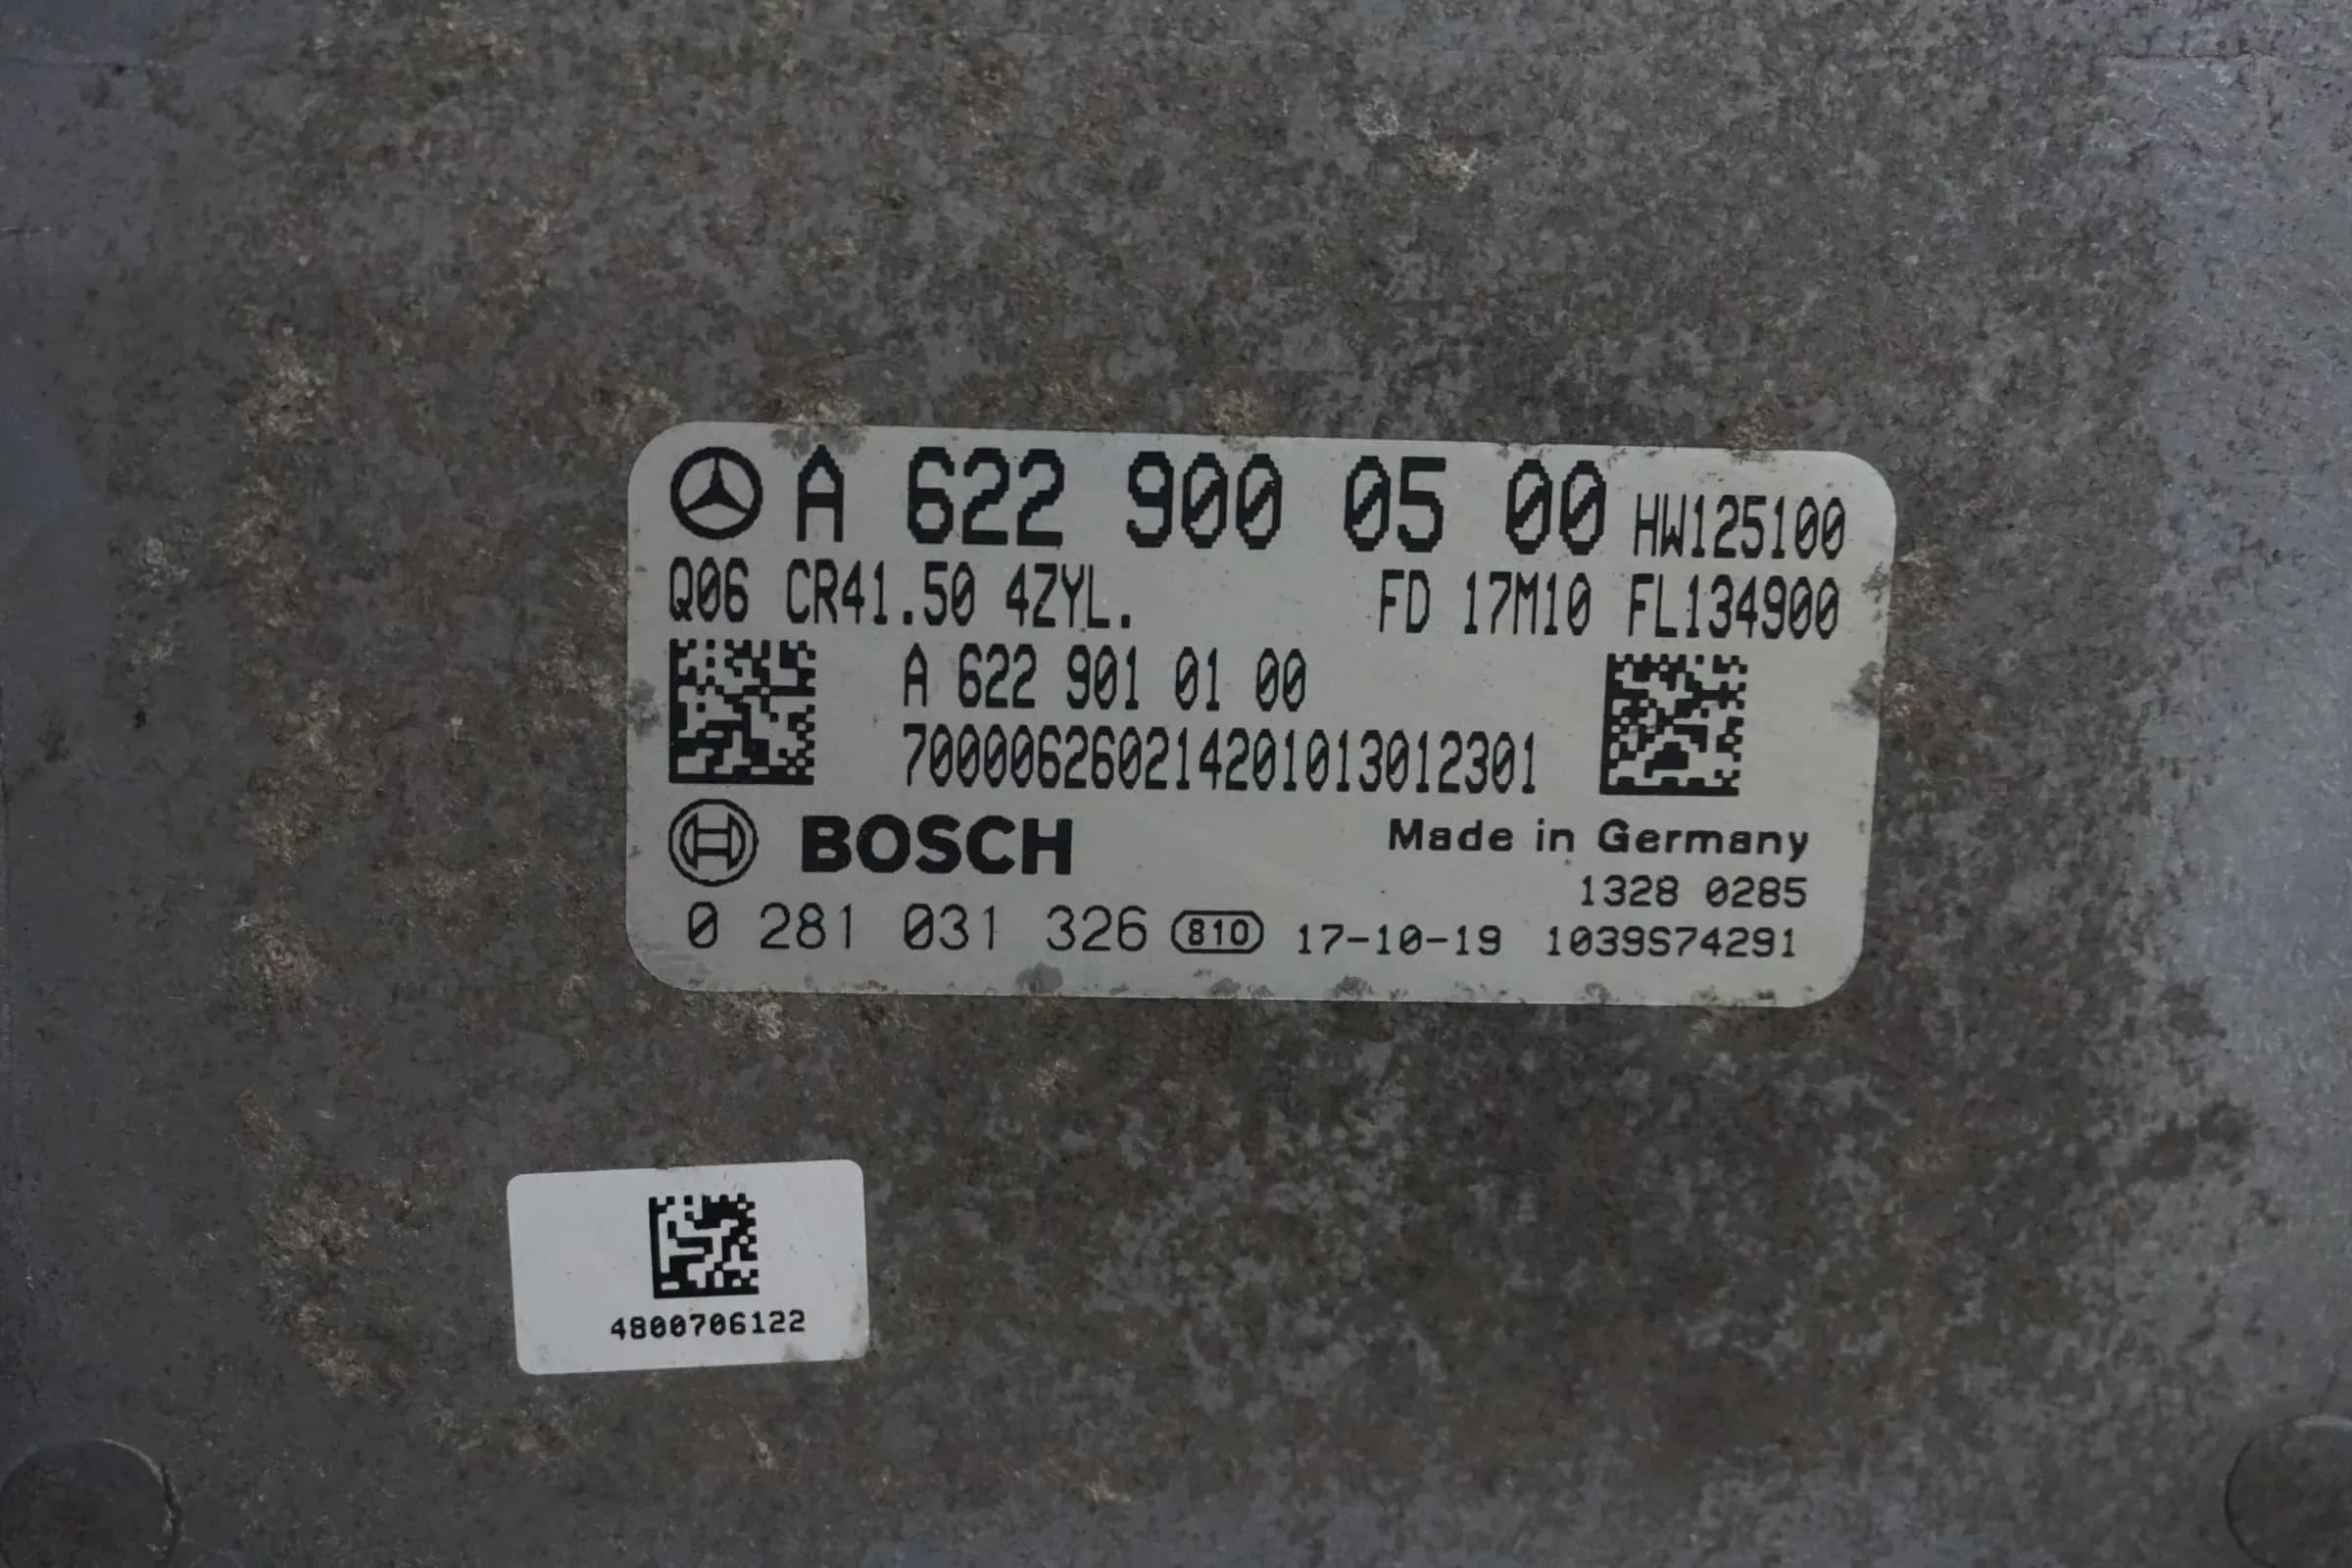 A 622 900 05 00 HW125100
Q06 CR41.50 4ZYL. FD 17M10 FL134900
A 622 901 01 00
700006260214201013012301
BOSCH Made in Germany
1328 0285
0 281 031 326 810 17-10-19 1039S74291
4800706122